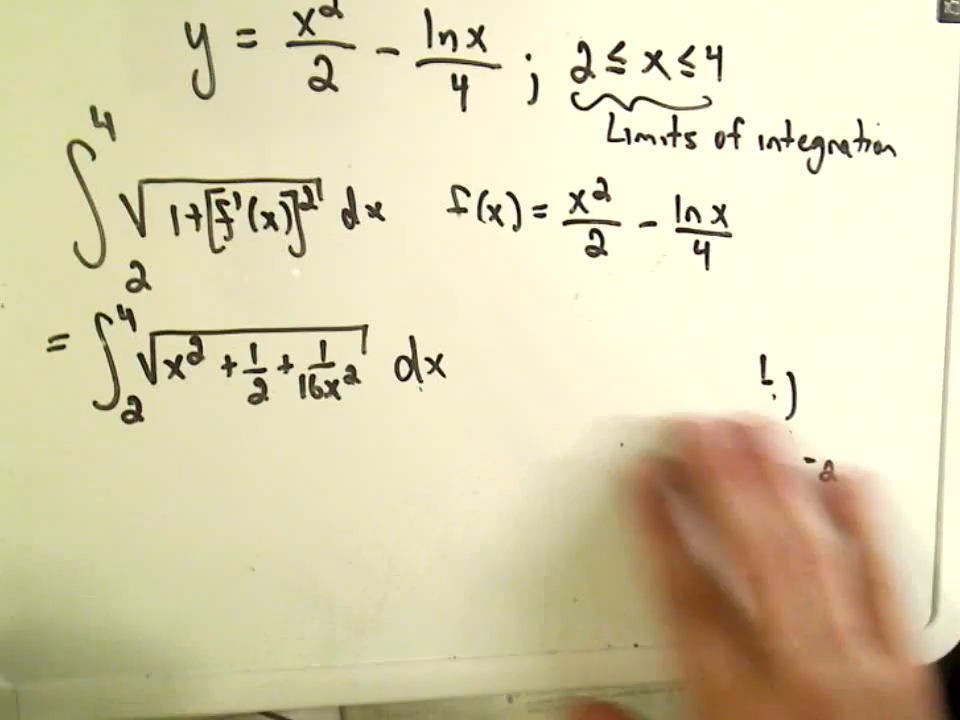 y = x²/2 - ln x/4 ; 2 ≤ x ≤ 4
Limits of integration
∫₂⁴ √(1+[f'(x)]²) dx f(x) = x²/2 - ln x/4
= ∫₂⁴ √(x² + 1/2 + 1/(16x²)) dx